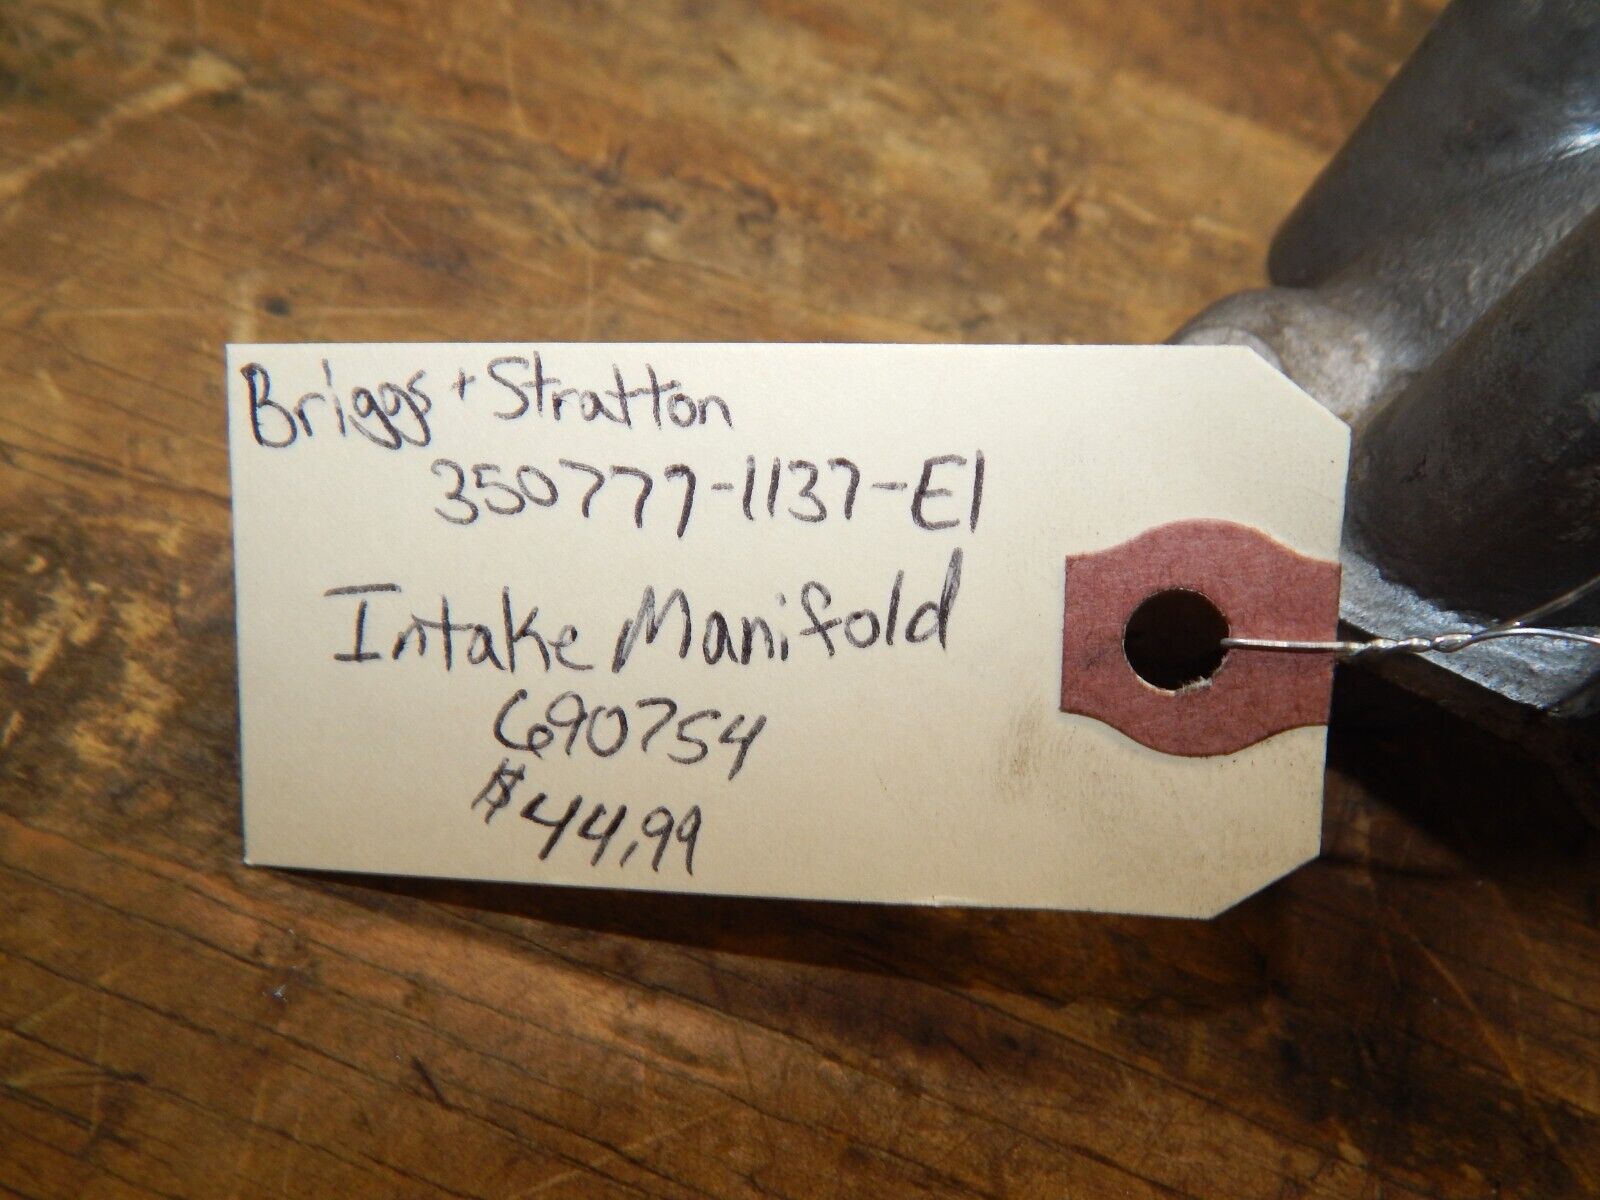 Briggs + Stratton
350777-1137-E1
Intake Manifold
690754
$44.99